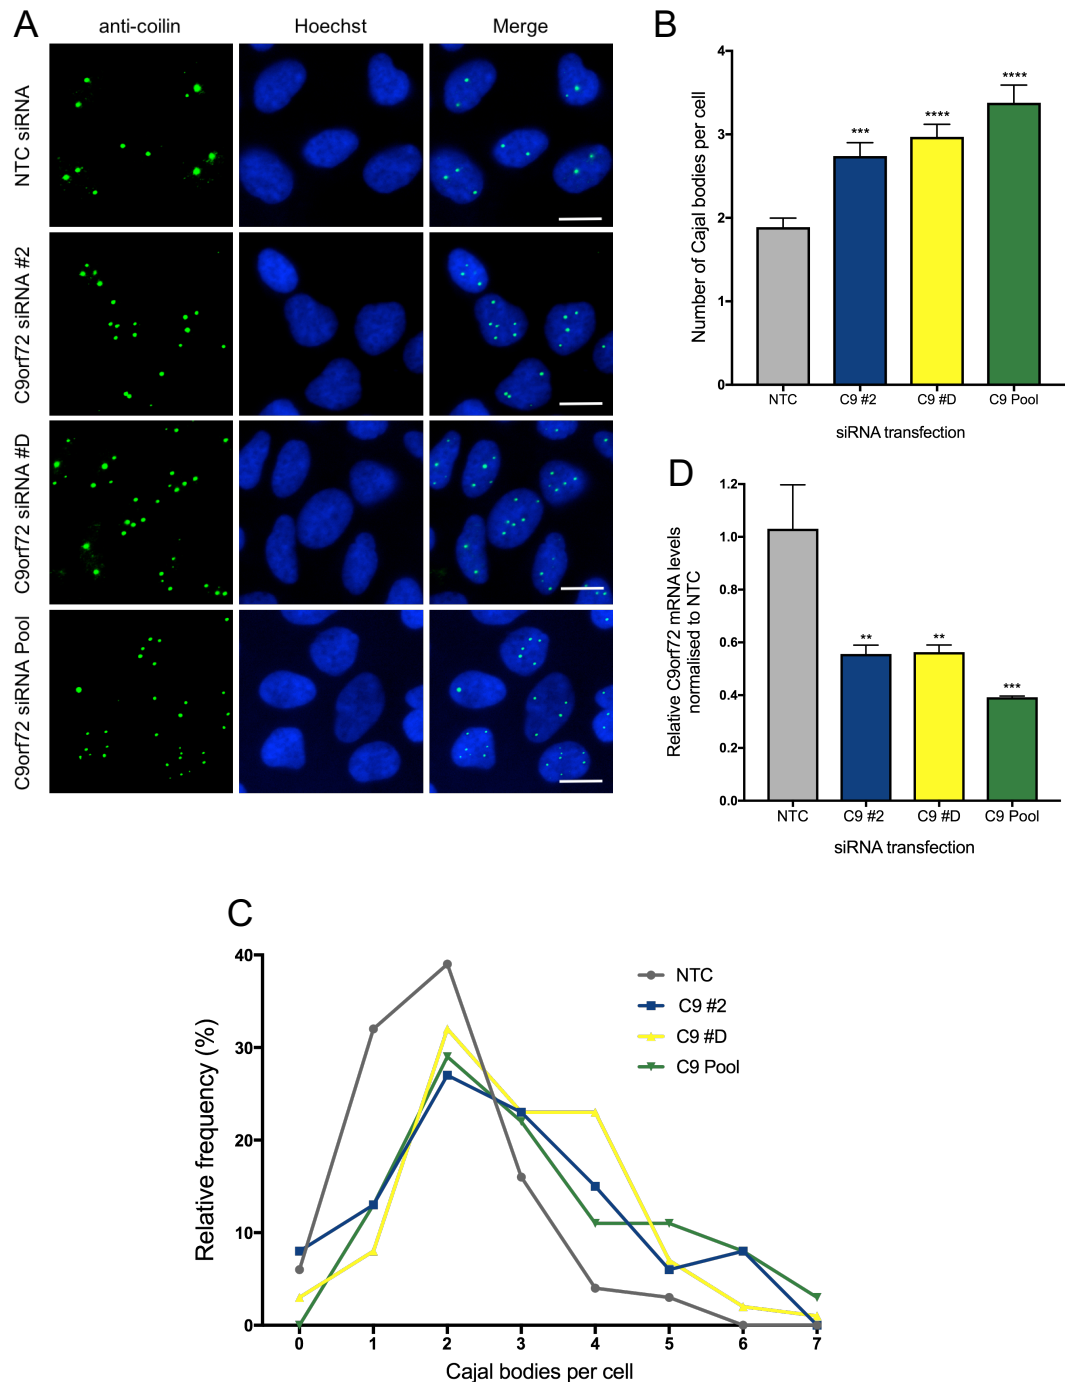 A
anti-coilin
Hoechst
Merge
NTC siRNA
C9orf72 siRNA #2
C9orf72 siRNA #D
C9orf72 siRNA Pool
B
Number of Cajal bodies per cell
4
3
2
1
0
***
****
****
NTC
C9 #2
C9 #D
C9 Pool
siRNA transfection
D
Relative C9orf72 mRNA levels
normalised to NTC
1.2
1.0
0.8
0.6
0.4
0.2
0.0
**
**
***
NTC
C9 #2
C9 #D
C9 Pool
siRNA transfection
C
Relative frequency (%)
40
30
20
10
0
NTC
C9 #2
C9 #D
C9 Pool
0 1 2 3 4 5 6 7
Cajal bodies per cell